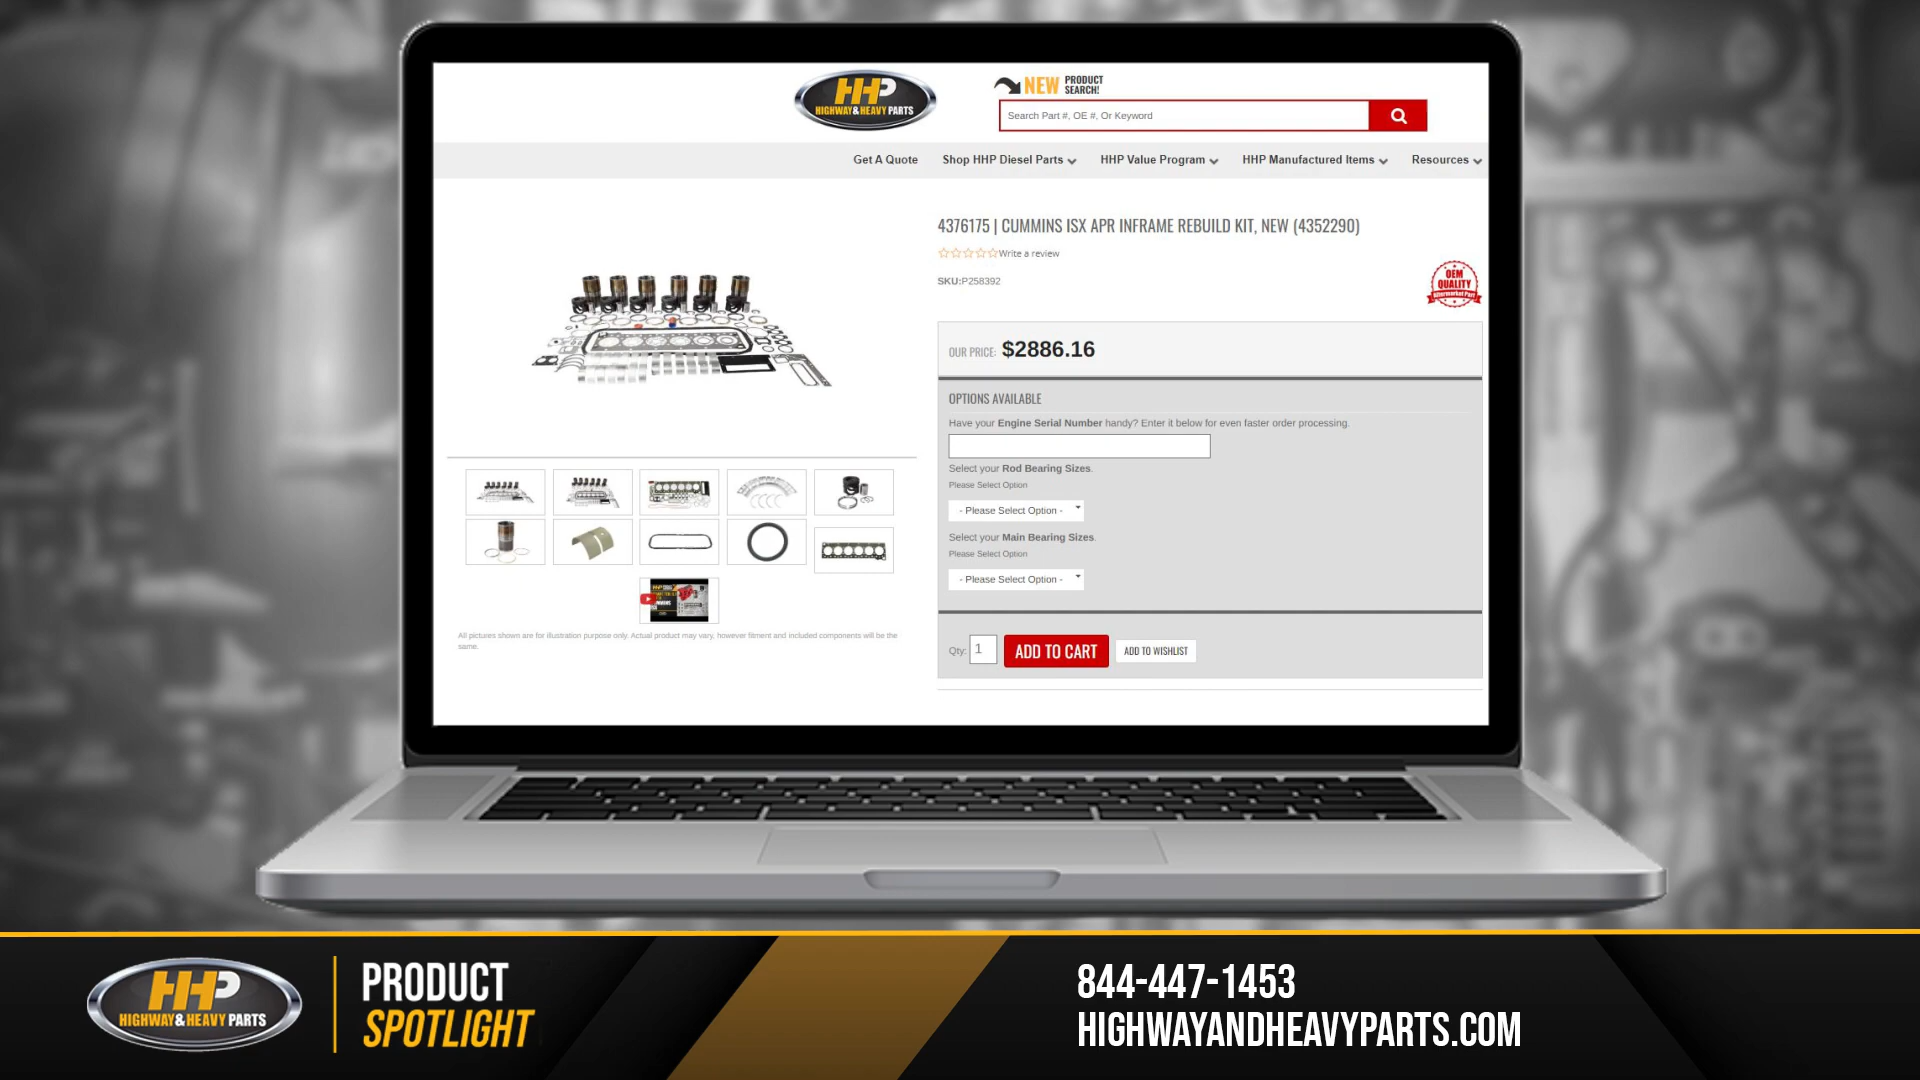 HHP
HIGHWAY & HEAVY PARTS
NEW PRODUCT SEARCH!
Search Part #, OE #, Or Keyword
Get A Quote
Shop HHP Diesel Parts
HHP Value Program
HHP Manufactured Items
Resources
4376175 | CUMMINS ISX APR INFRAME REBUILD KIT, NEW (4352290)
Write a review
SKU:P258392
OEM
QUALITY
Aftermarket Part
OUR PRICE: $2886.16
OPTIONS AVAILABLE
Have your Engine Serial Number handy? Enter it below for even faster order processing.
Select your Rod Bearing Sizes.
Please Select Option
- Please Select Option -
Select your Main Bearing Sizes.
Please Select Option
- Please Select Option -
Qty: 1
ADD TO CART
ADD TO WISHLIST
All pictures shown are for illustration purpose only. Actual product may vary, however fitment and included components will be the
same.
HHP
HIGHWAY & HEAVY PARTS
PRODUCT
SPOTLIGHT
844-447-1453
HIGHWAYANDHEAVYPARTS.COM